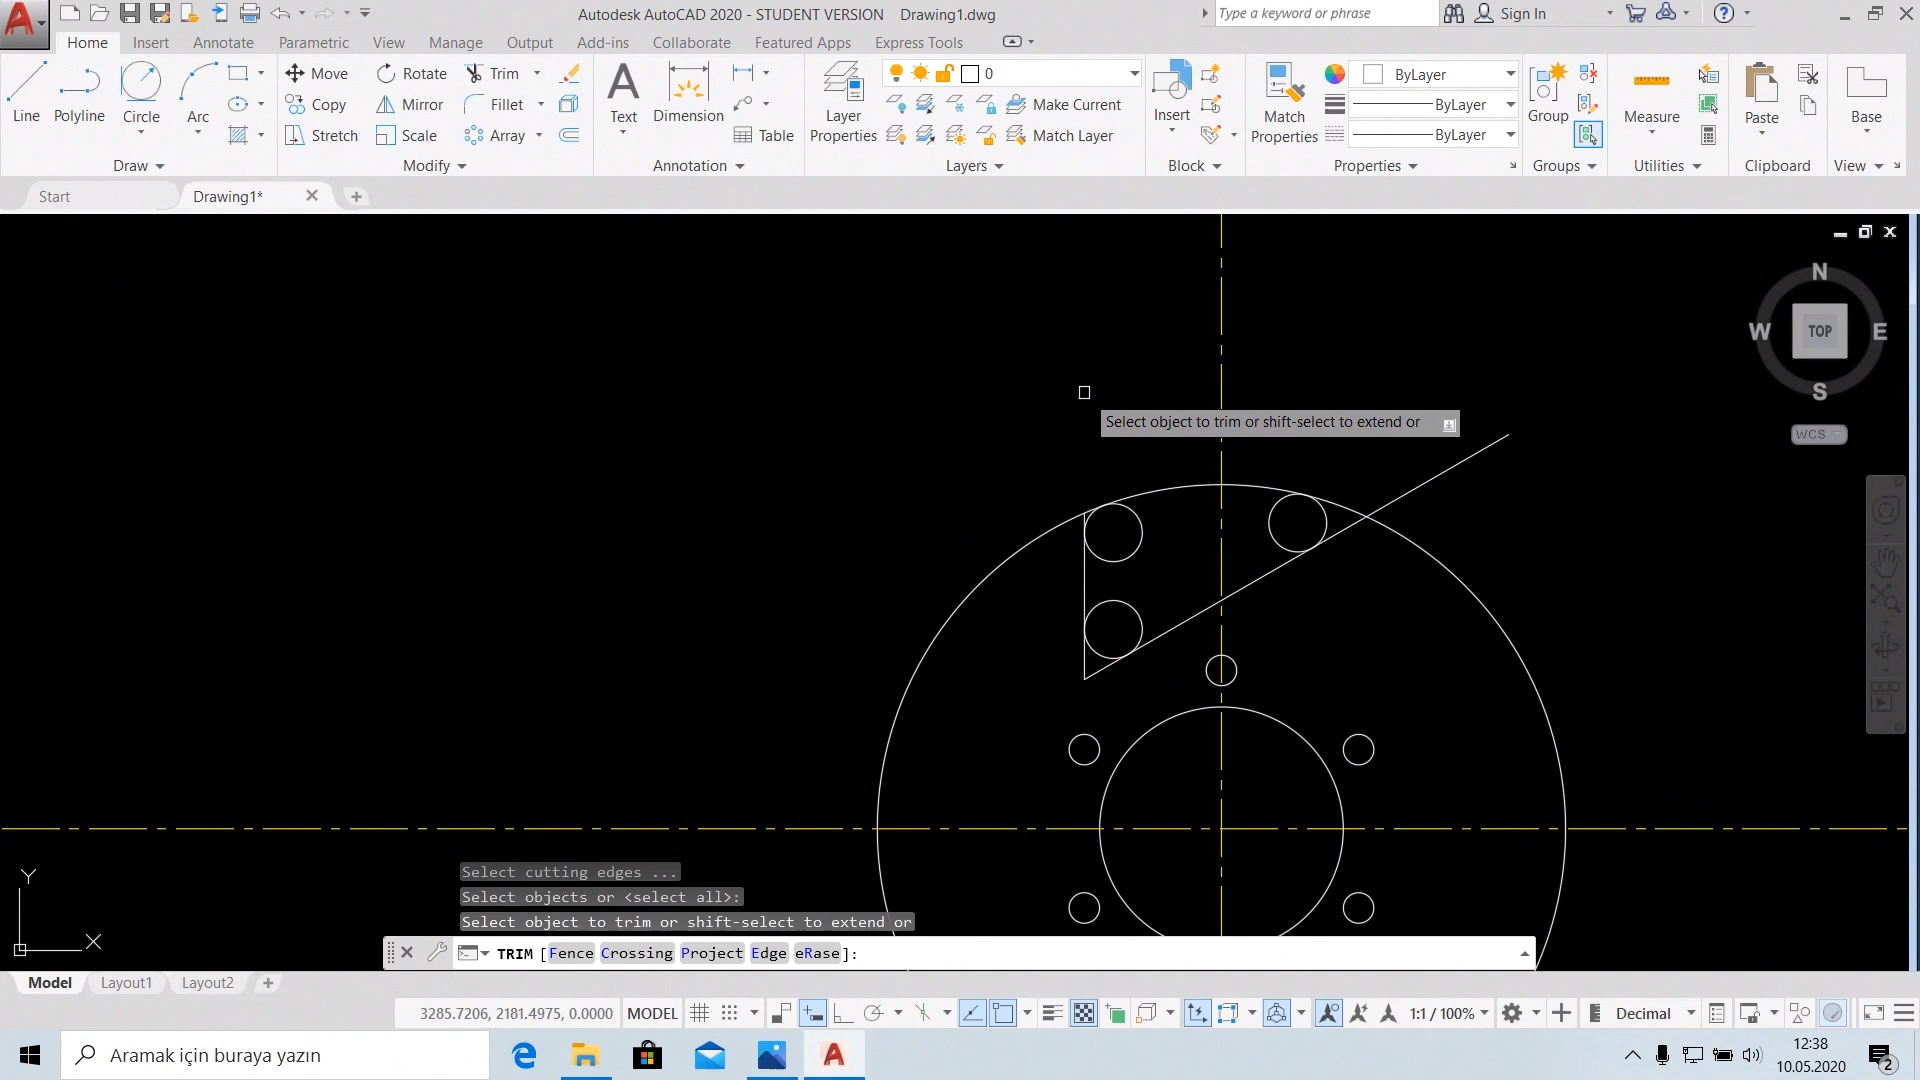 Autodesk AutoCAD 2020 - STUDENT VERSION Drawing1.dwg
Type a keyword or phrase
Sign In
Home Insert Annotate Parametric View Manage Output Add-ins Collaborate Featured Apps Express Tools
Line
Polyline
Circle
Arc
Draw
Move Rotate Trim
Copy Mirror Fillet
Stretch Scale Array
Modify
Text
Dimension
Table
Annotation
Layer
Properties
0
Make Current
Match Layer
Layers
Insert
Block
Match
Properties
ByLayer
ByLayer
ByLayer
Properties
Group
Groups
Measure
Utilities
Paste
Clipboard
Base
View
Start Drawing1*
N
W TOP E
S
WCS
Select object to trim or shift-select to extend or
Y
X
Select cutting edges ...
Select objects or <select all>:
Select object to trim or shift-select to extend or
TRIM [Fence Crossing Project Edge eRase]:
Model Layout1 Layout2
3285.7206, 2181.4975, 0.0000 MODEL 1:1 / 100% Decimal
Aramak için buraya yazın
12:38
10.05.2020
2